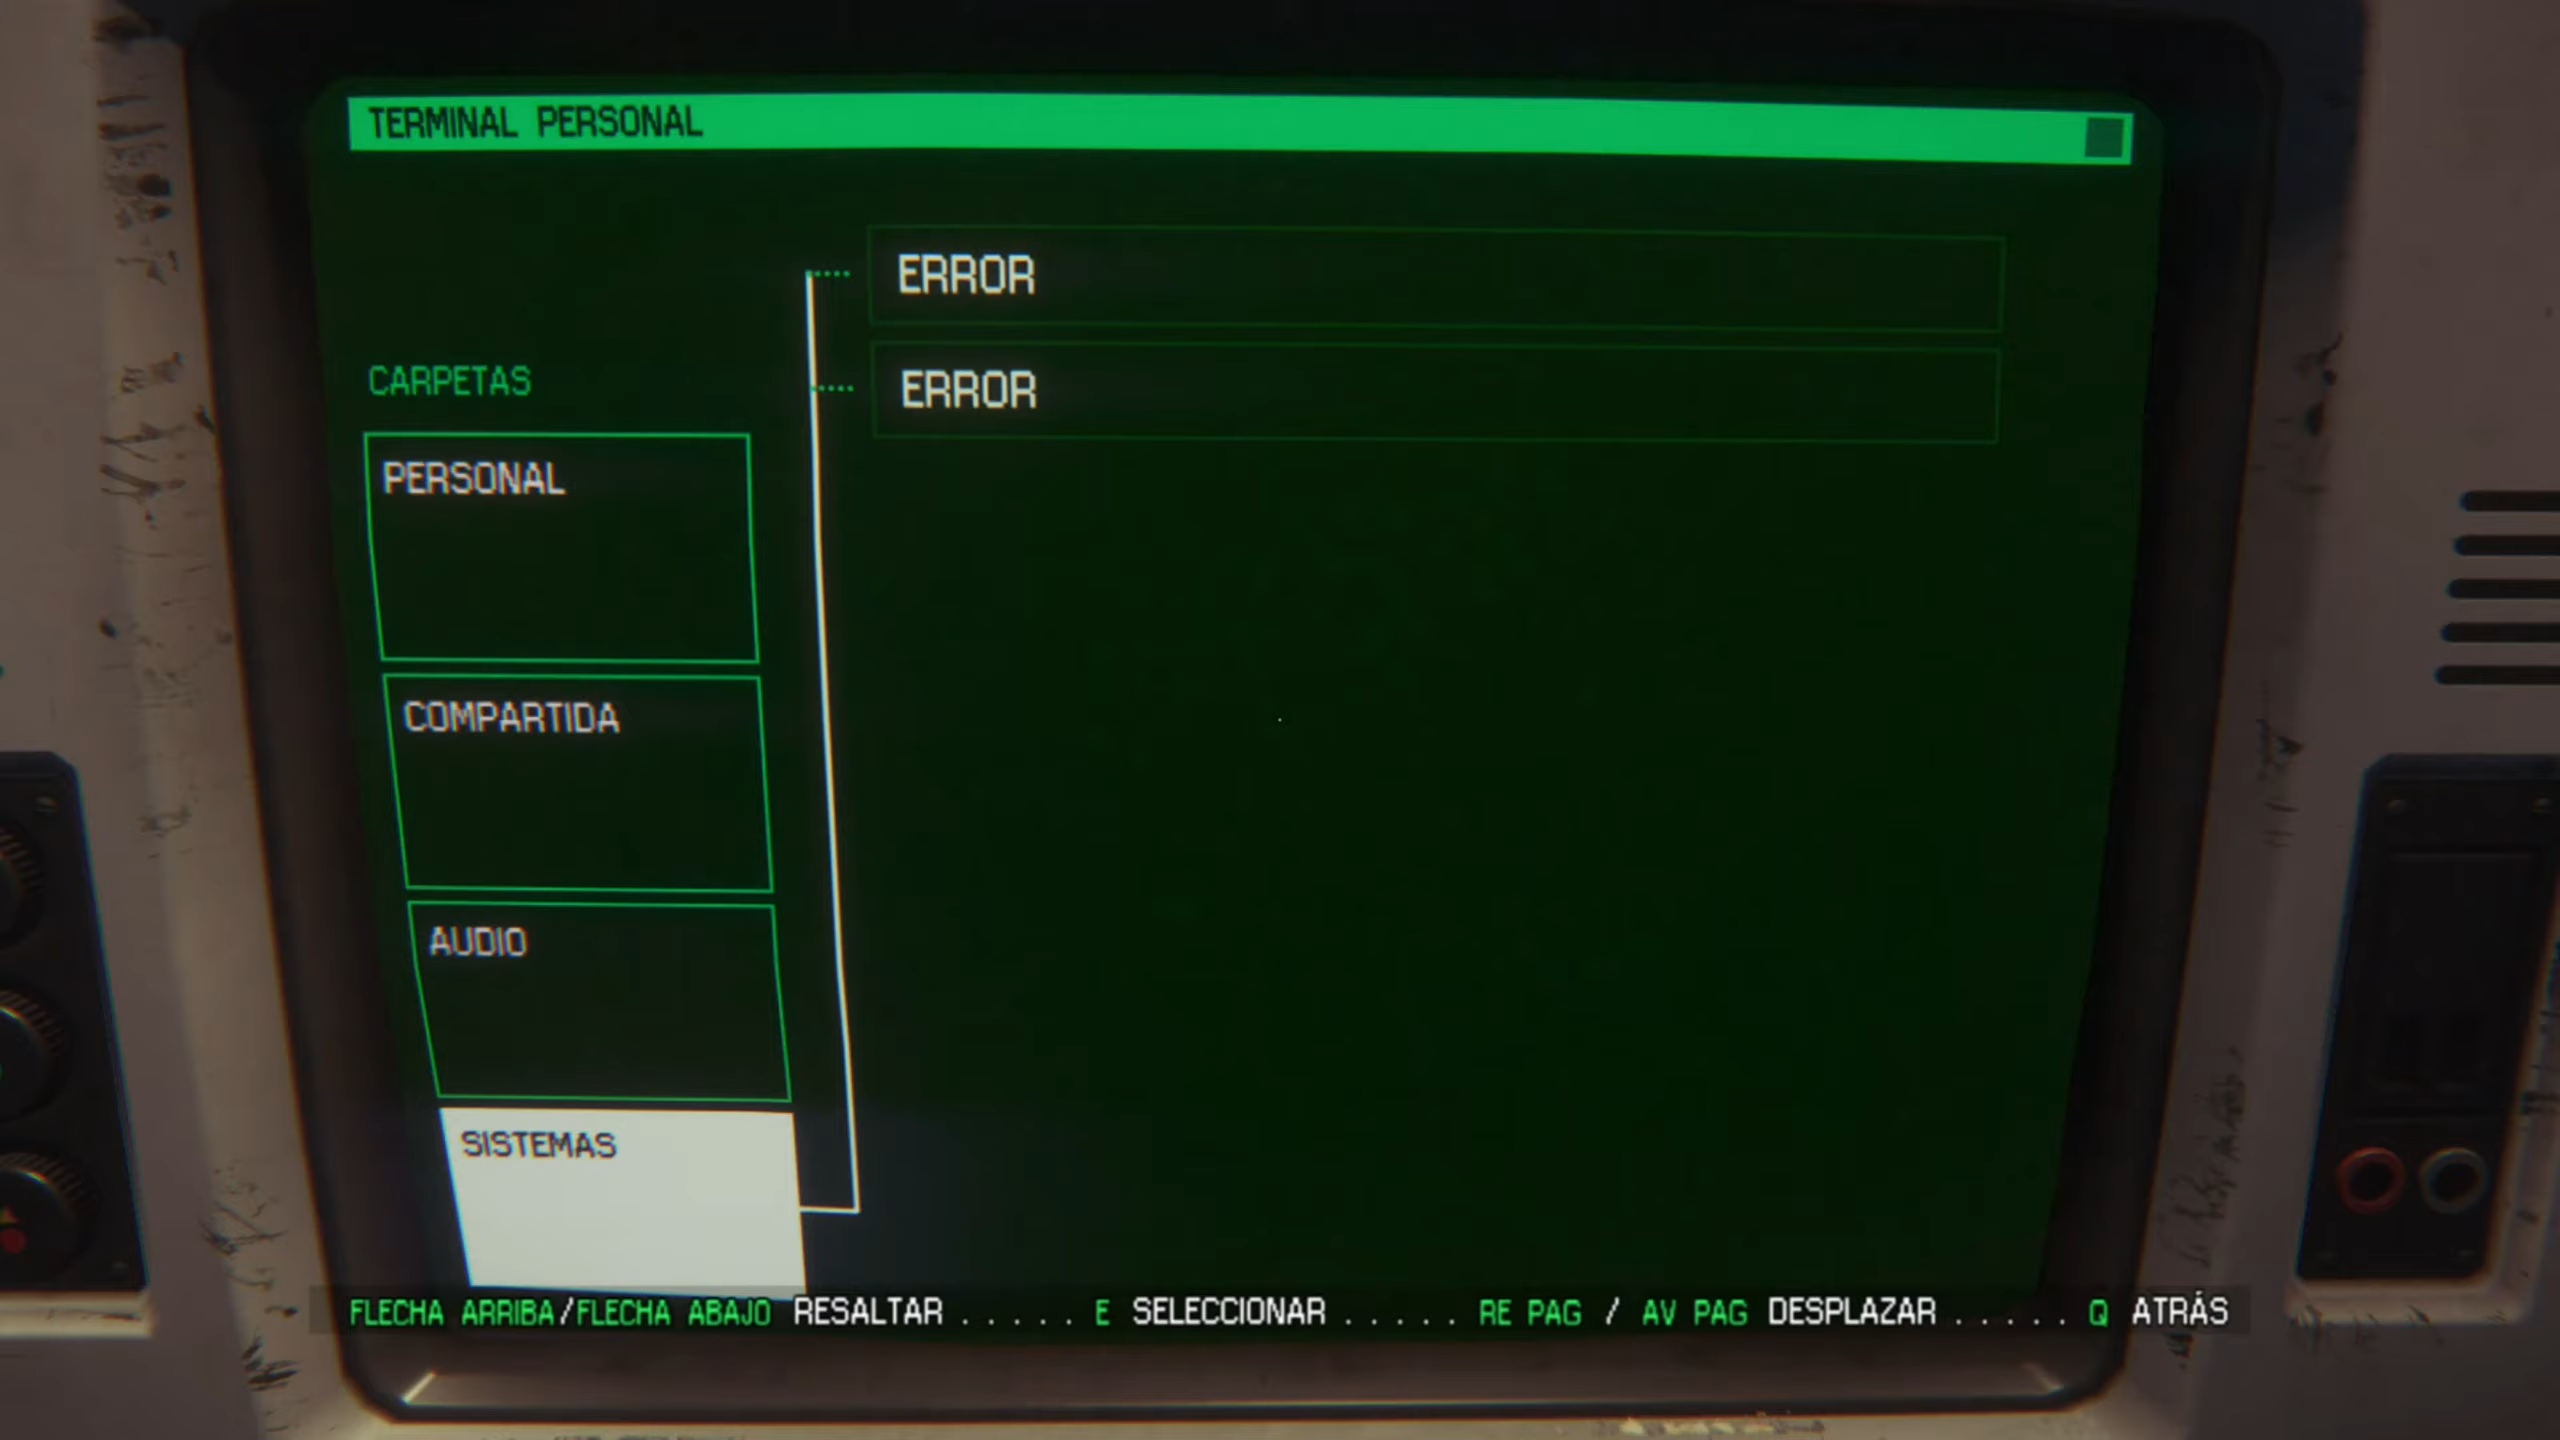 TERMINAL PERSONAL
ERROR
ERROR
CARPETAS
PERSONAL
COMPARTIDA
AUDIO
SISTEMAS
FLECHA ARRIBA/FLECHA ABAJO RESALTAR ..... E SELECCIONAR ..... RE PAG / AV PAG DESPLAZAR ..... Q ATRÁS